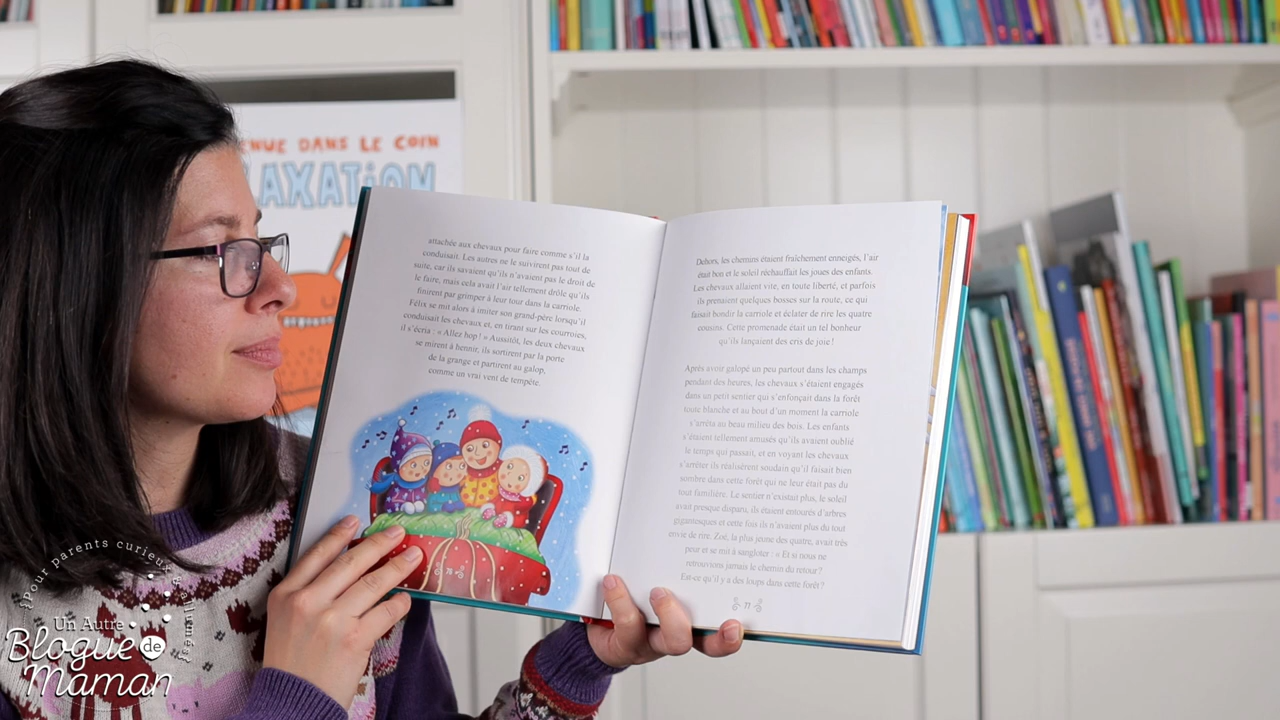 ENUE DANS LE COIN
LAXATION
attachée aux chevaux pour faire comme s'il la
conduisait. Les autres ne le suivirent pas tout de
suite, car ils savaient qu'ils n'avaient pas le droit de
le faire, mais cela avait l'air tellement drôle qu'ils
finirent par grimper à leur tour dans la carriole.
Félix se mit alors à imiter son grand-père lorsqu'il
conduisait les chevaux et, en tirant sur les courroies,
il s'écria : « Allez hop ! » Aussitôt, les deux chevaux
se mirent à hennir, ils sortirent par la porte
de la grange et partirent au galop,
comme un vrai vent de tempête.
76
Dehors, les chemins étaient fraîchement enneigés, l'air
était bon et le soleil réchauffait les joues des enfants.
Les chevaux allaient vite, en toute liberté, et parfois
ils prenaient quelques bosses sur la route, ce qui
faisait bondir la carriole et éclater de rire les quatre
cousins. Cette promenade était un tel bonheur
qu'ils lançaient des cris de joie !
Après avoir galopé un peu partout dans les champs
pendant des heures, les chevaux s'étaient engagés
dans un petit sentier qui s'enfonçait dans la forêt
toute blanche et au bout d'un moment la carriole
s'arrêta au beau milieu des bois. Les enfants
s'étaient tellement amusés qu'ils avaient oublié
le temps qui passait, et en voyant les chevaux
s'arrêter ils réalisèrent soudain qu'il faisait bien
sombre dans cette forêt qui ne leur était pas du
tout familière. Le sentier n'existait plus, le soleil
avait presque disparu, ils étaient entourés d'arbres
gigantesques et cette fois ils n'avaient plus du tout
envie de rire. Zoé, la plus jeune des quatre, avait très
peur et se mit à sangloter : « Et si nous ne
retrouvions jamais le chemin du retour ?
Est-ce qu'il y a des loups dans cette forêt ?
77
{Pour parents curieux & allumés}
Un Autre
Blogue de
Maman